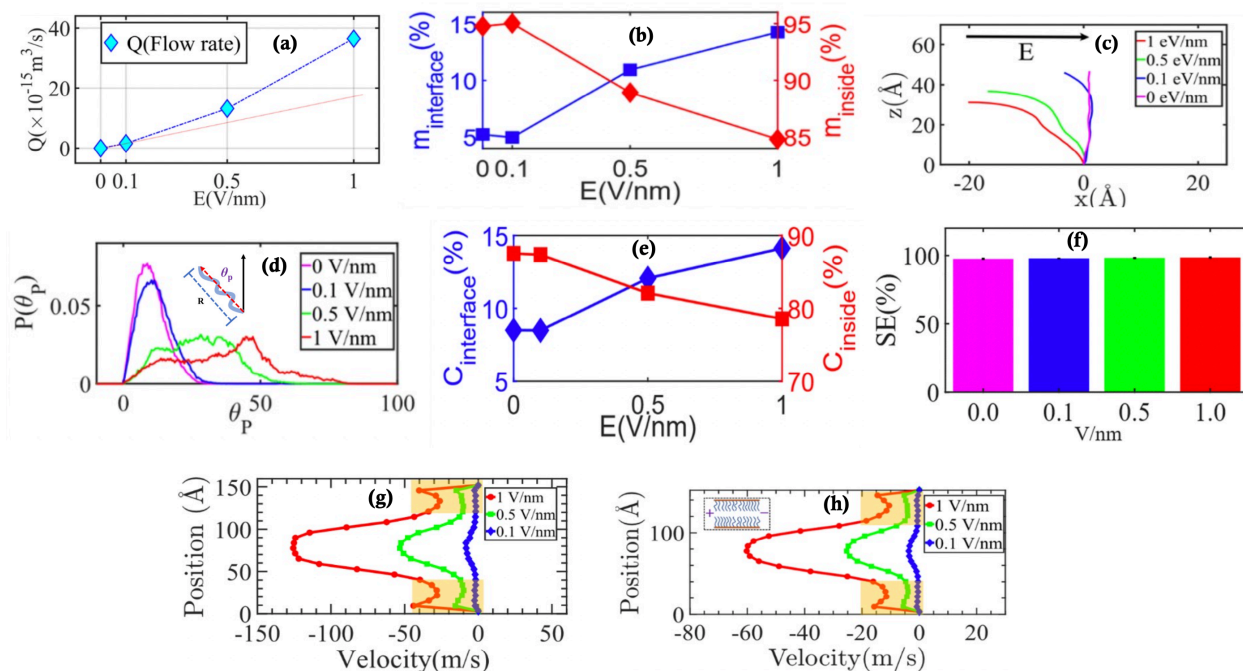 (a)
Q(Flow rate)
Q(×10⁻¹⁵m³/s)
40
20
0
0 0.1 0.5 1
E(V/nm)
(b)
m_interface(%)
15
10
5
m_inside(%)
95
90
85
0 0.1 0.5 1
E(V/nm)
(c)
E
1 eV/nm
0.5 eV/nm
0.1 eV/nm
0 eV/nm
z(Å)
60
40
20
0
-20 0 20
x(Å)
(d)
θ_p
R
0 V/nm
0.1 V/nm
0.5 V/nm
1 V/nm
P(θ_p)
0.05
0
0 50 100
θ_P
(e)
C_interface(%)
15
10
5
C_inside(%)
90
80
70
0 0.5 1
E(V/nm)
(f)
SE(%)
100
50
0
0.0 0.1 0.5 1.0
V/nm
(g)
1 V/nm
0.5 V/nm
0.1 V/nm
Position (Å)
150
100
50
0
-150 -100 -50 0 50
Velocity(m/s)
(h)
+ −
1 V/nm
0.5 V/nm
0.1 V/nm
Position(Å)
100
0
-80 -60 -40 -20 0 20 40
Velocity(m/s)